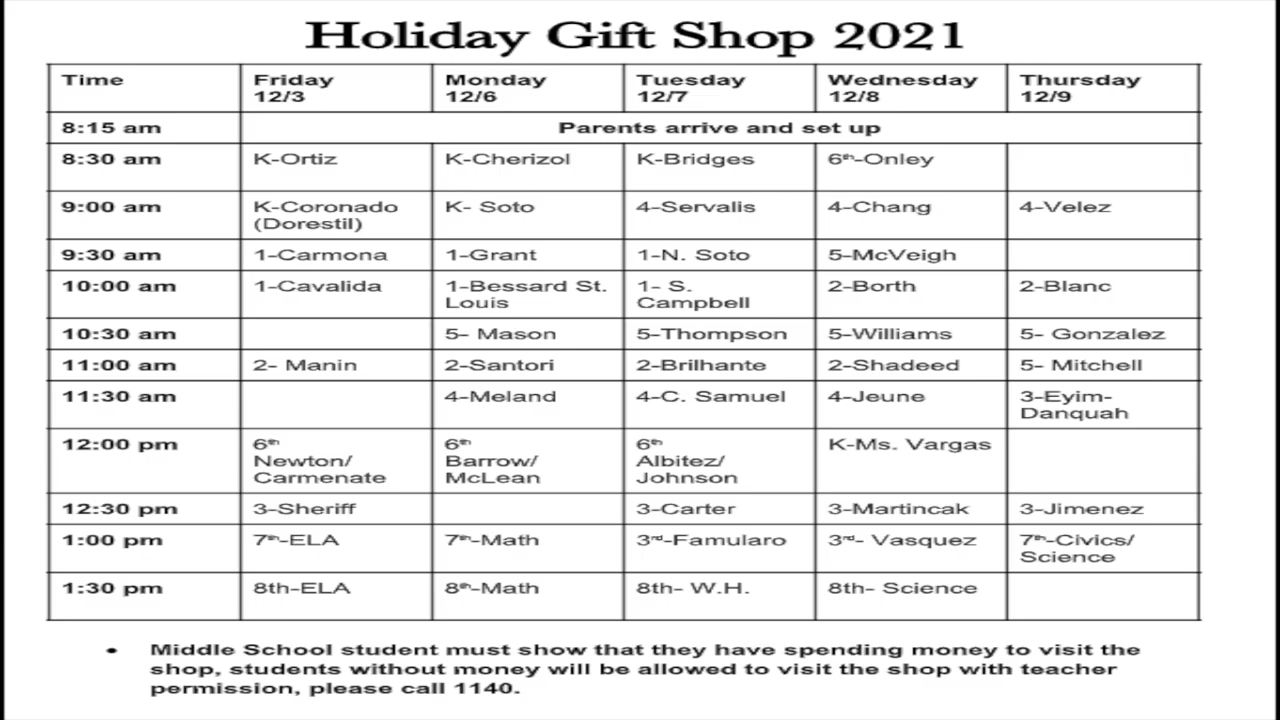 Holiday Gift Shop 2021
Time Friday Monday Tuesday Wednesday Thursday
12/3 12/6 12/7 12/8 12/9
8:15 am Parents arrive and set up
8:30 am K-Ortiz K-Cherizol K-Bridges 6th-Onley
9:00 am K-Coronado K- Soto 4-Servalis 4-Chang 4-Velez
(Dorestil)
9:30 am 1-Carmona 1-Grant 1-N. Soto 5-McVeigh
10:00 am 1-Cavalida 1-Bessard St. 1- S. 2-Borth 2-Blanc
Louis Campbell
10:30 am 5- Mason 5-Thompson 5-Williams 5- Gonzalez
11:00 am 2- Manin 2-Santori 2-Brilhante 2-Shadeed 5- Mitchell
11:30 am 4-Meland 4-C. Samuel 4-Jeune 3-Eyim-
Danquah
12:00 pm 6th 6th 6th K-Ms. Vargas
Newton/ Barrow/ Albitez/
Carmenate McLean Johnson
12:30 pm 3-Sheriff 3-Carter 3-Martincak 3-Jimenez
1:00 pm 7th-ELA 7th-Math 3rd-Famularo 3rd- Vasquez 7th-Civics/
Science
1:30 pm 8th-ELA 8th-Math 8th- W.H. 8th- Science
• Middle School student must show that they have spending money to visit the
shop, students without money will be allowed to visit the shop with teacher
permission, please call 1140.